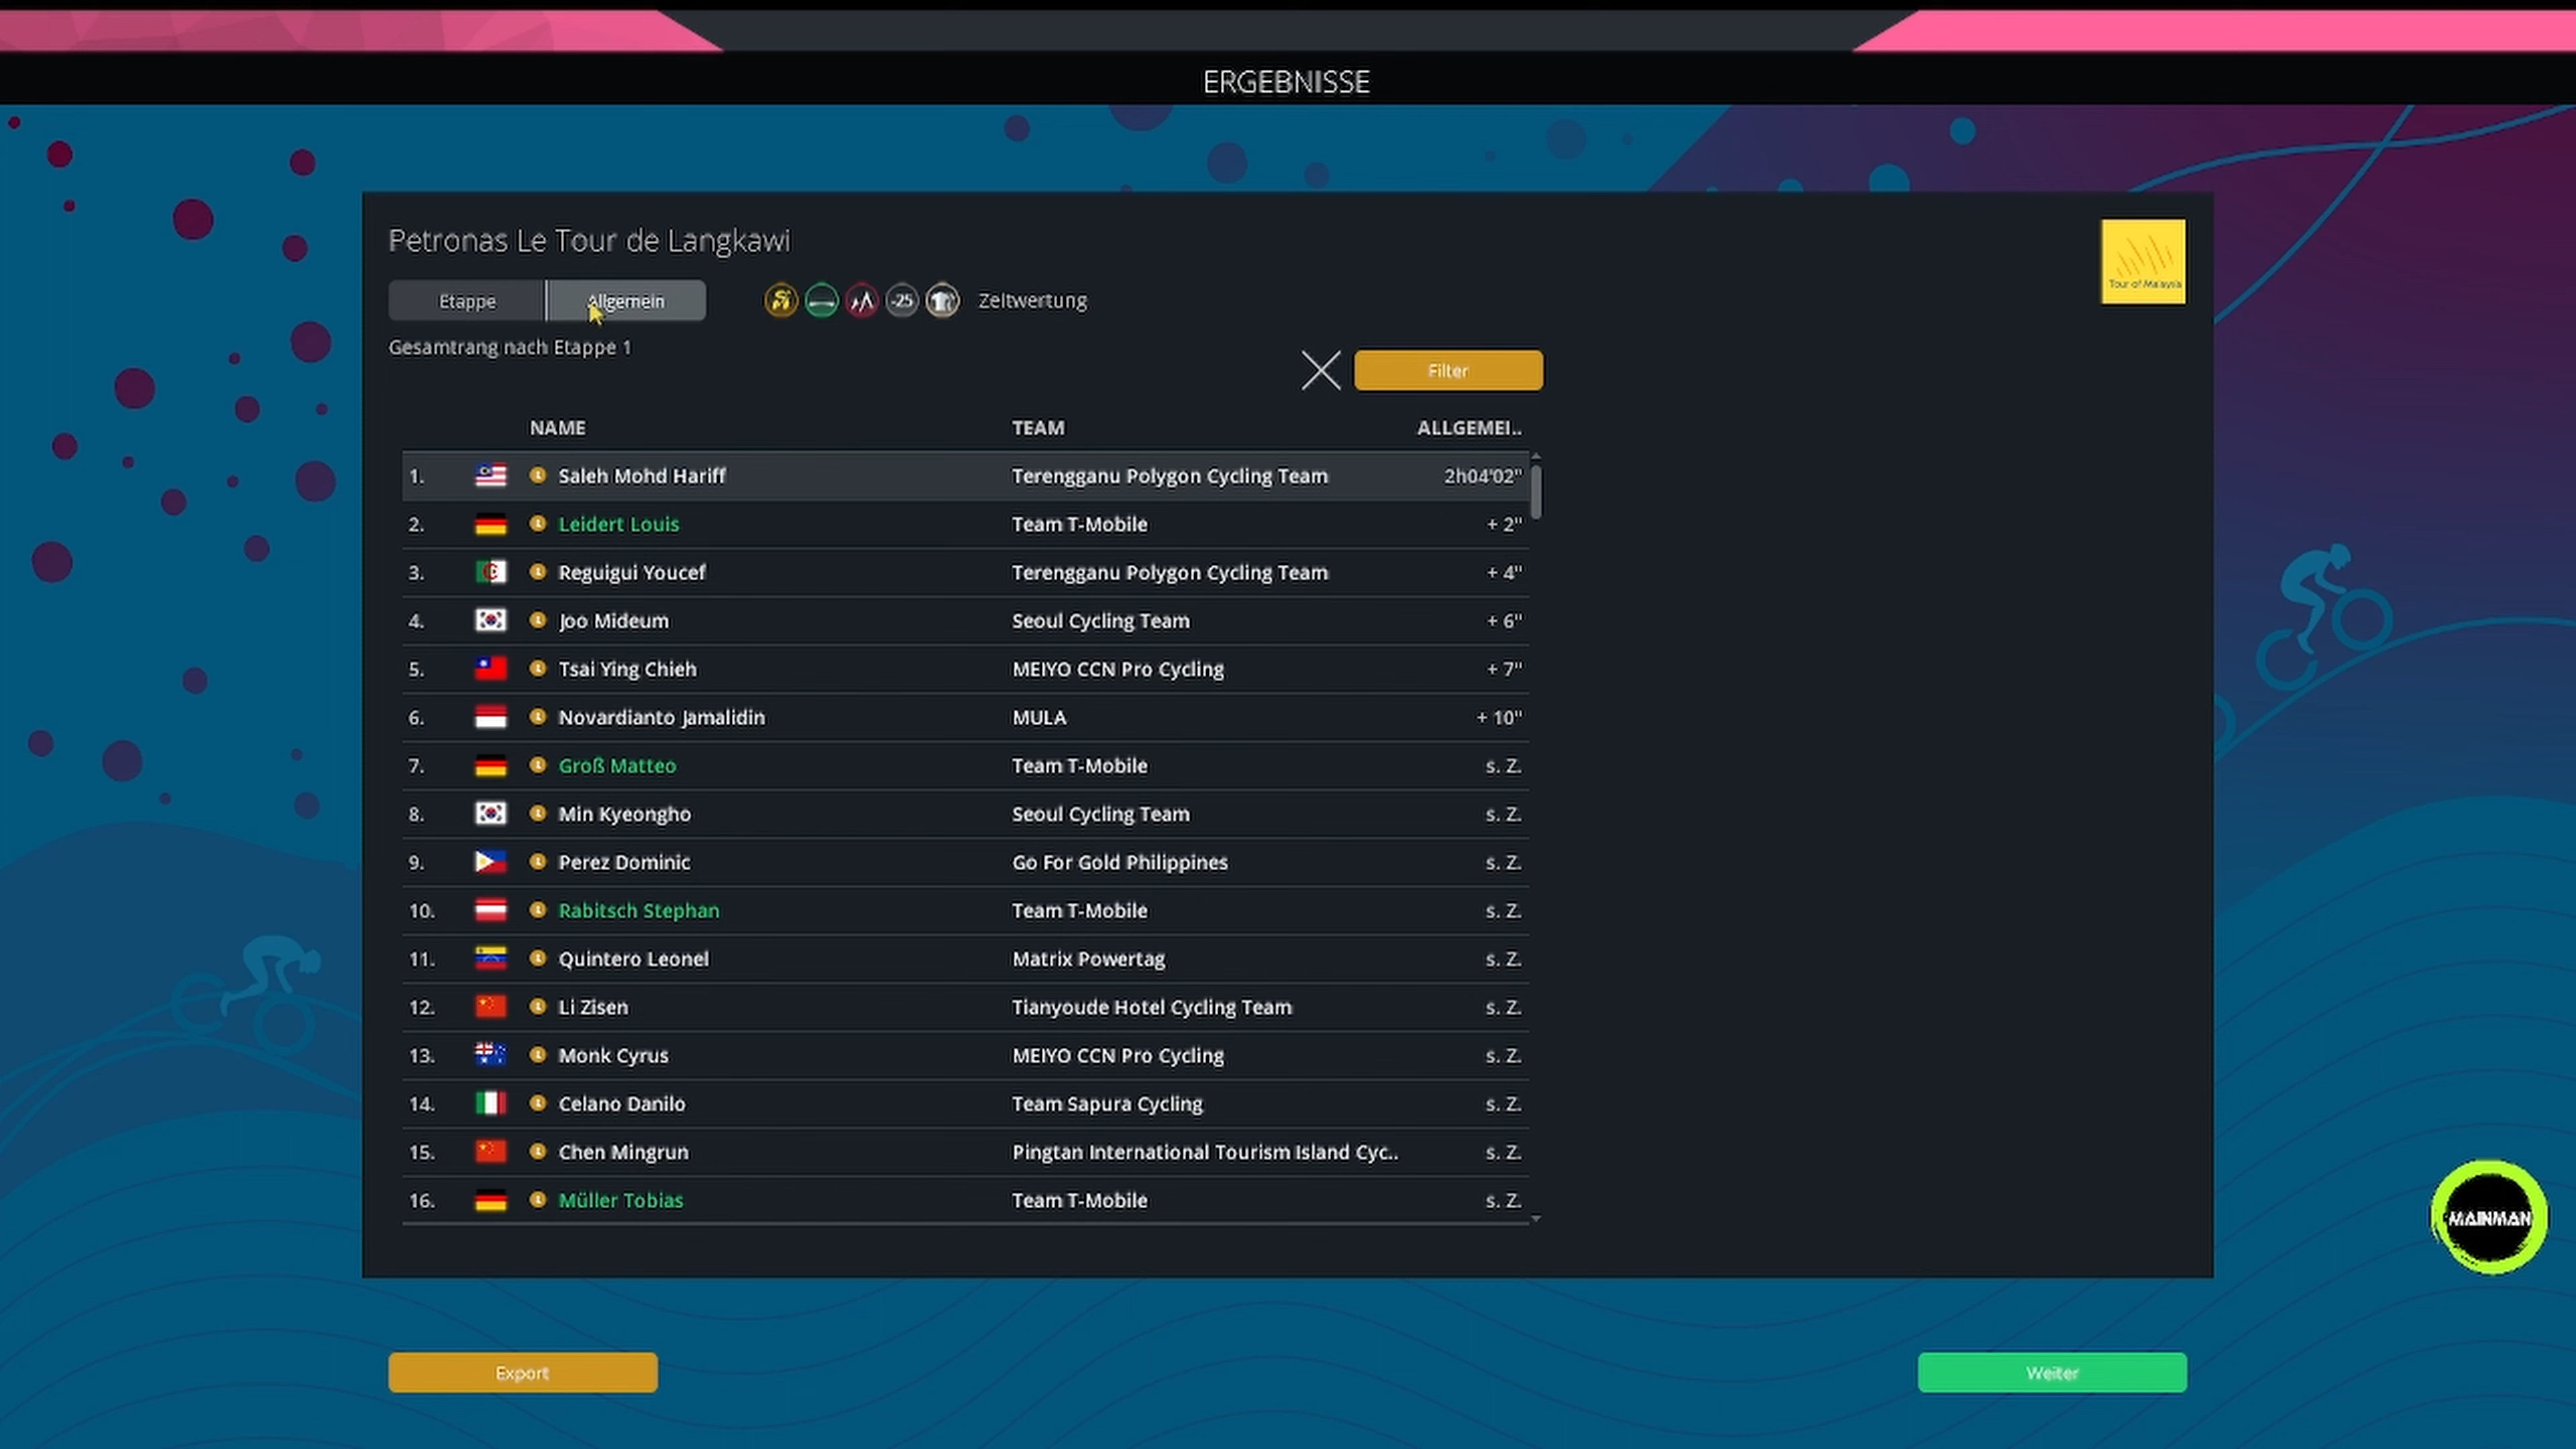 ERGEBNISSE
Petronas Le Tour de Langkawi
Tour of Malaysia
Etappe Allgemein -25 Zeitwertung
Gesamtrang nach Etappe 1
Filter
NAME TEAM ALLGEMEI..
1. Saleh Mohd Hariff Terengganu Polygon Cycling Team 2h04'02"
2. Leidert Louis Team T-Mobile + 2"
3. Reguigui Youcef Terengganu Polygon Cycling Team + 4"
4. Joo Mideum Seoul Cycling Team + 6"
5. Tsai Ying Chieh MEIYO CCN Pro Cycling + 7"
6. Novardianto Jamalidin MULA + 10"
7. Groß Matteo Team T-Mobile s. Z.
8. Min Kyeongho Seoul Cycling Team s. Z.
9. Perez Dominic Go For Gold Philippines s. Z.
10. Rabitsch Stephan Team T-Mobile s. Z.
11. Quintero Leonel Matrix Powertag s. Z.
12. Li Zisen Tianyoude Hotel Cycling Team s. Z.
13. Monk Cyrus MEIYO CCN Pro Cycling s. Z.
14. Celano Danilo Team Sapura Cycling s. Z.
15. Chen Mingrun Pingtan International Tourism Island Cyc.. s. Z.
16. Müller Tobias Team T-Mobile s. Z.
MAINMAN
Export Weiter